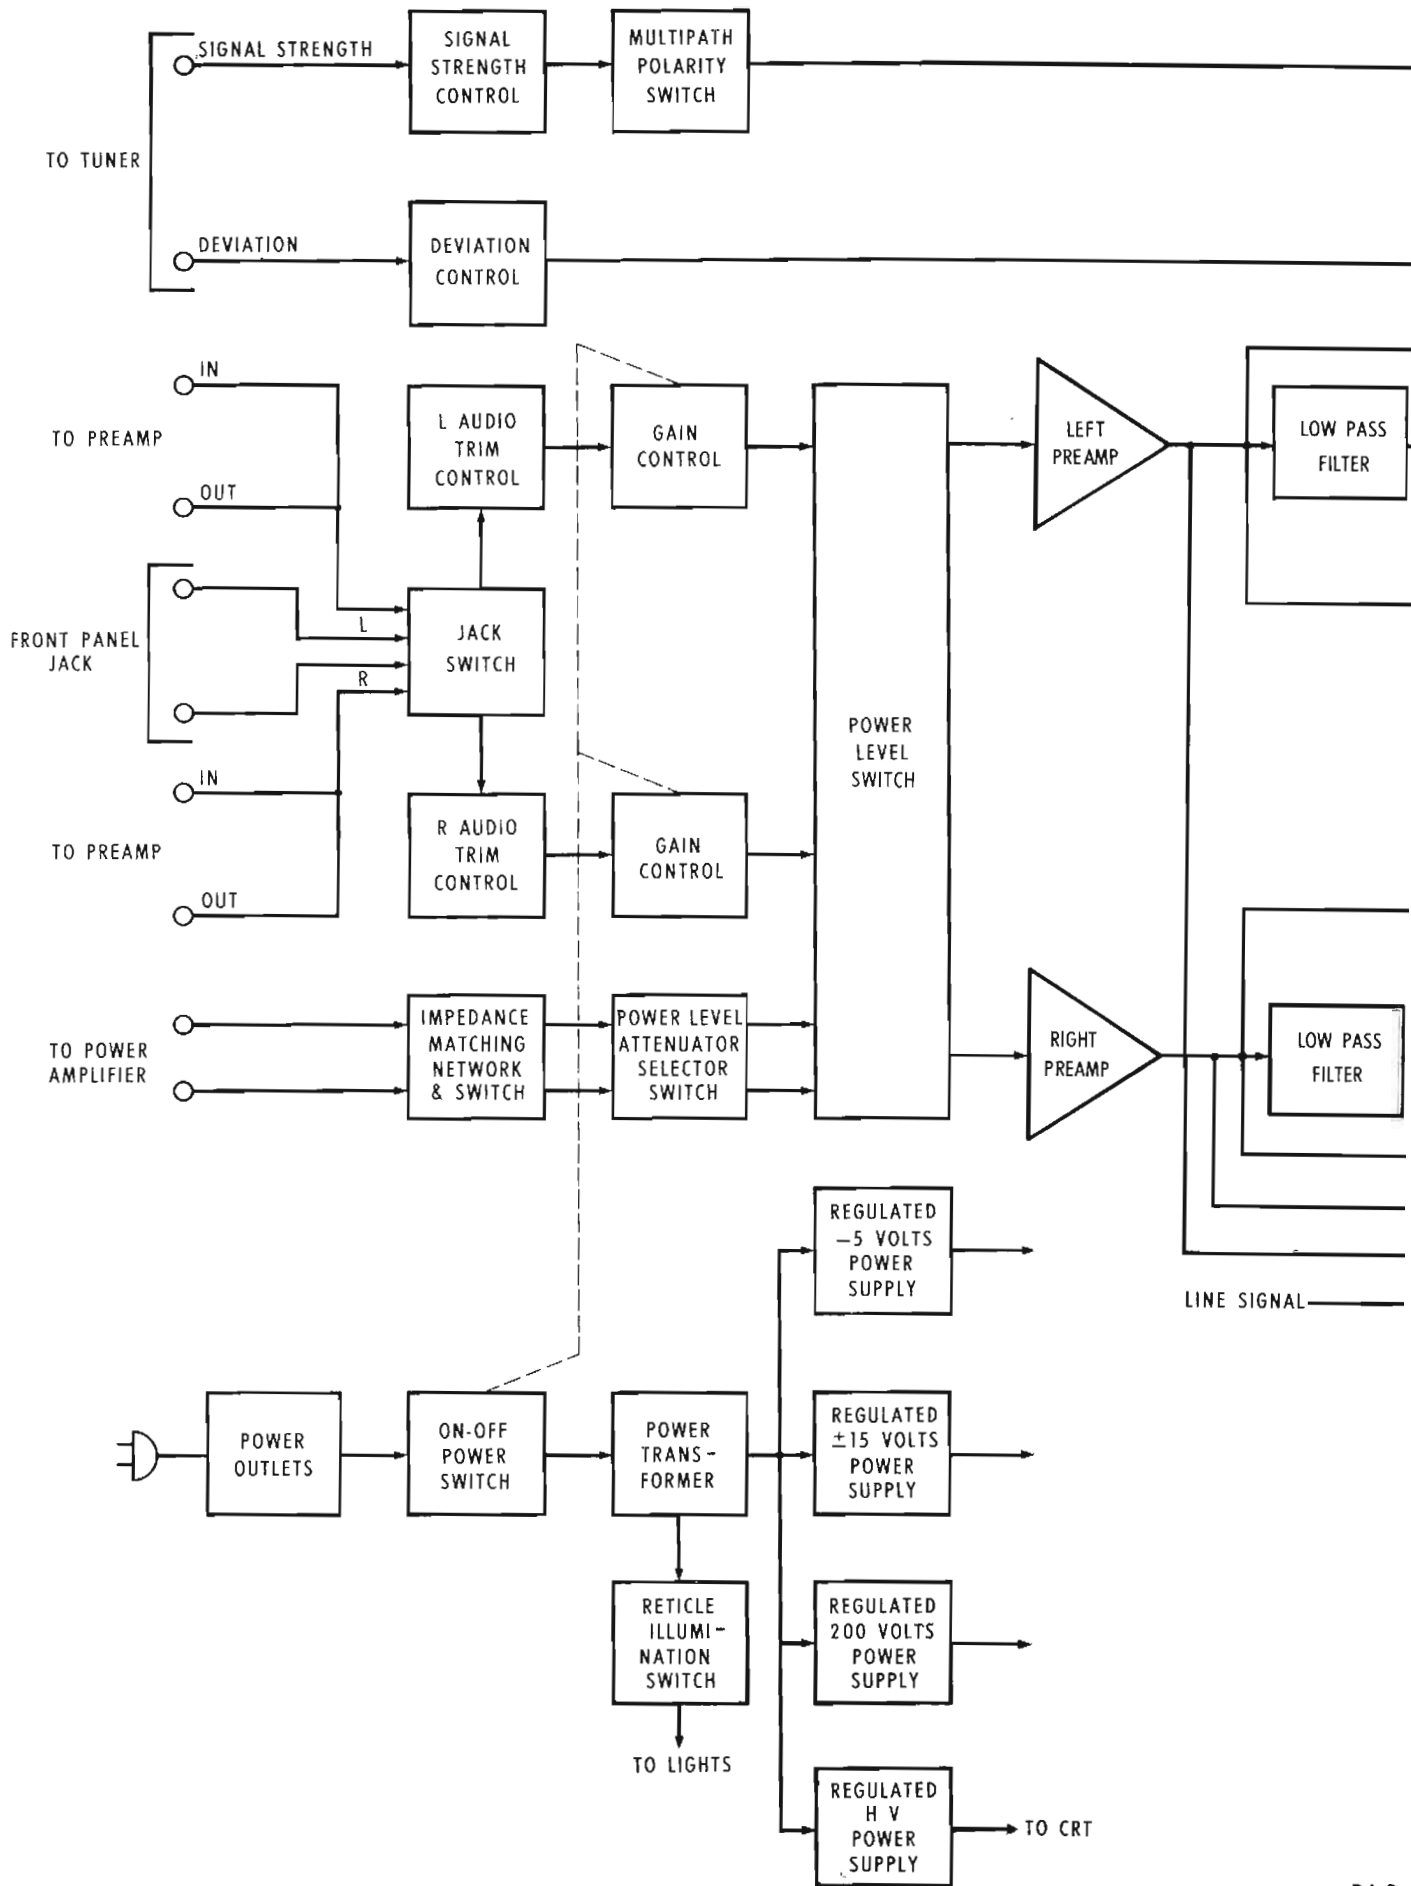 SIGNAL STRENGTH
SIGNAL
STRENGTH
CONTROL
MULTIPATH
POLARITY
SWITCH
TO TUNER
DEVIATION
DEVIATION
CONTROL
IN
TO PREAMP
OUT
L AUDIO
TRIM
CONTROL
GAIN
CONTROL
LEFT
PREAMP
LOW PASS
FILTER
FRONT PANEL
JACK
L
R
JACK
SWITCH
POWER
LEVEL
SWITCH
IN
TO PREAMP
OUT
R AUDIO
TRIM
CONTROL
GAIN
CONTROL
TO POWER
AMPLIFIER
IMPEDANCE
MATCHING
NETWORK
& SWITCH
POWER LEVEL
ATTENUATOR
SELECTOR
SWITCH
RIGHT
PREAMP
LOW PASS
FILTER
REGULATED
–5 VOLTS
POWER
SUPPLY
LINE SIGNAL
POWER
OUTLETS
ON-OFF
POWER
SWITCH
POWER
TRANS-
FORMER
REGULATED
±15 VOLTS
POWER
SUPPLY
RETICLE
ILLUMI-
NATION
SWITCH
TO LIGHTS
REGULATED
200 VOLTS
POWER
SUPPLY
REGULATED
H V
POWER
SUPPLY
TO CRT